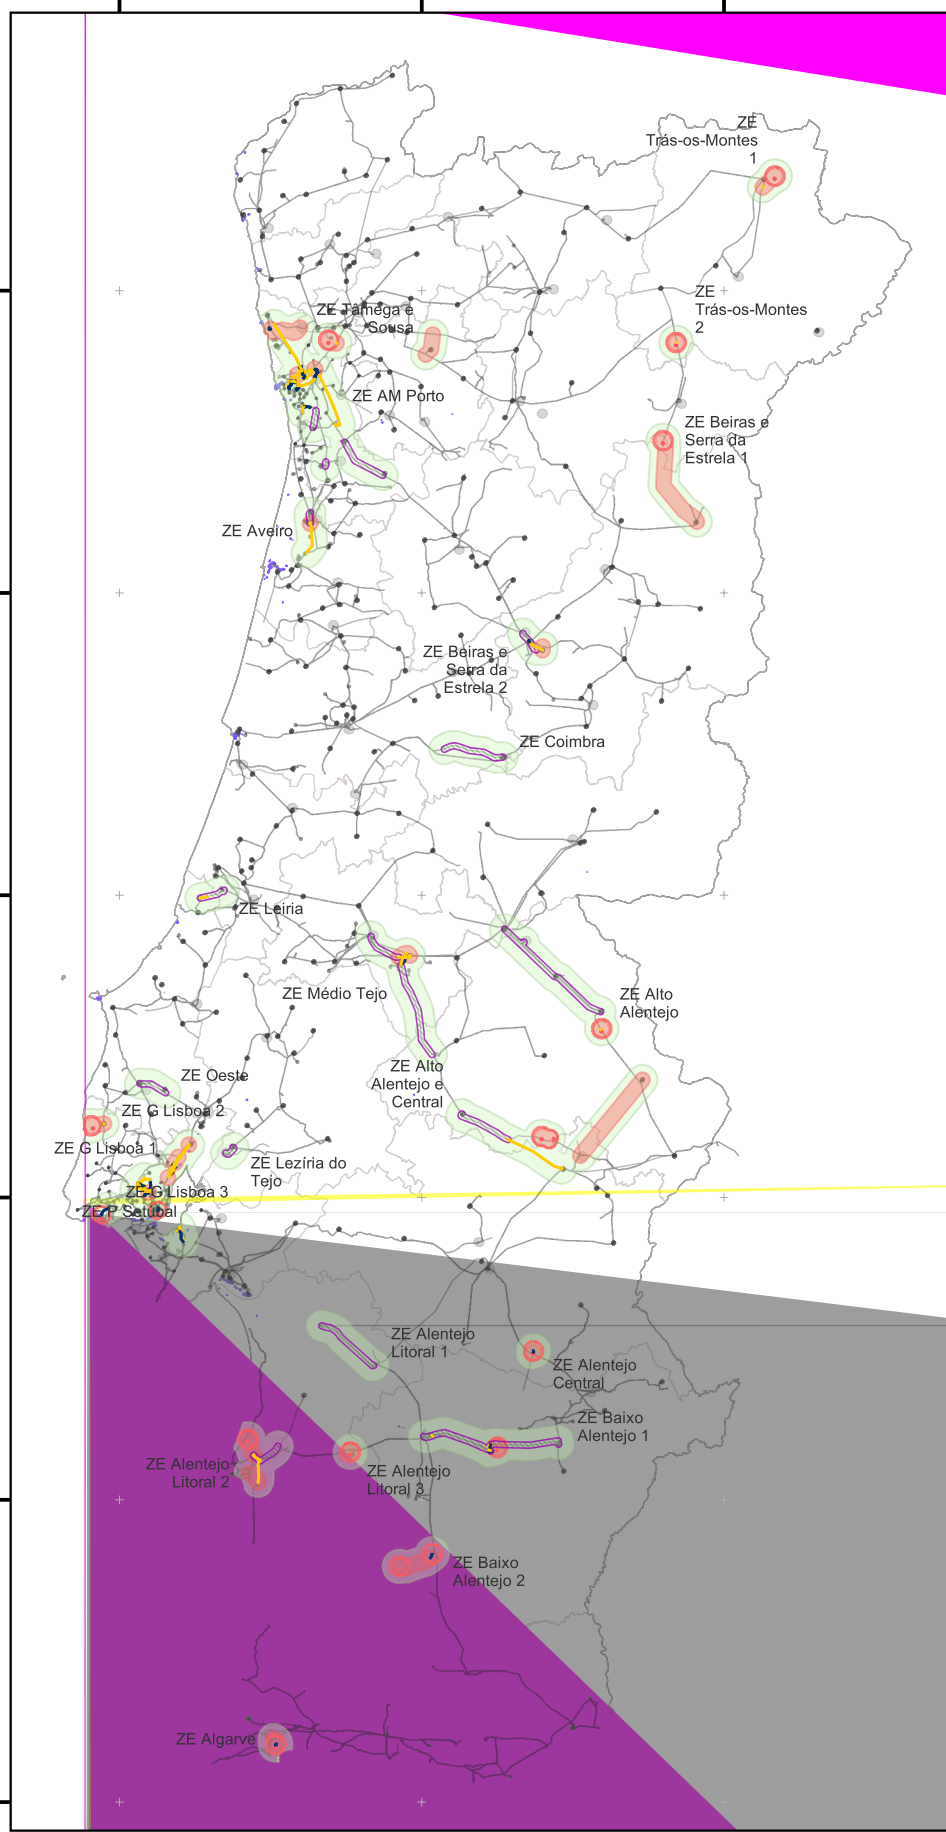 ZE
Trás-os-Montes
1
ZE
Trás-os-Montes
2
ZE Tâmega e
Sousa
ZE AM Porto
ZE Beiras e
Serra da
Estrela 1
ZE Aveiro
ZE Beiras e
Serra da
Estrela 2
ZE Coimbra
ZE Leiria
ZE Médio Tejo
ZE Alto
Alentejo
ZE Alto
Alentejo e
Central
ZE Oeste
ZE G Lisboa 2
ZE G Lisboa 1
ZE Lezíria do
Tejo
ZE G Lisboa 3
ZE P Setúbal
ZE Alentejo
Litoral 1
ZE Alentejo
Central
ZE Baixo
Alentejo 1
ZE Alentejo
Litoral 2
ZE Alentejo
Litoral 3
ZE Baixo
Alentejo 2
ZE Algarve